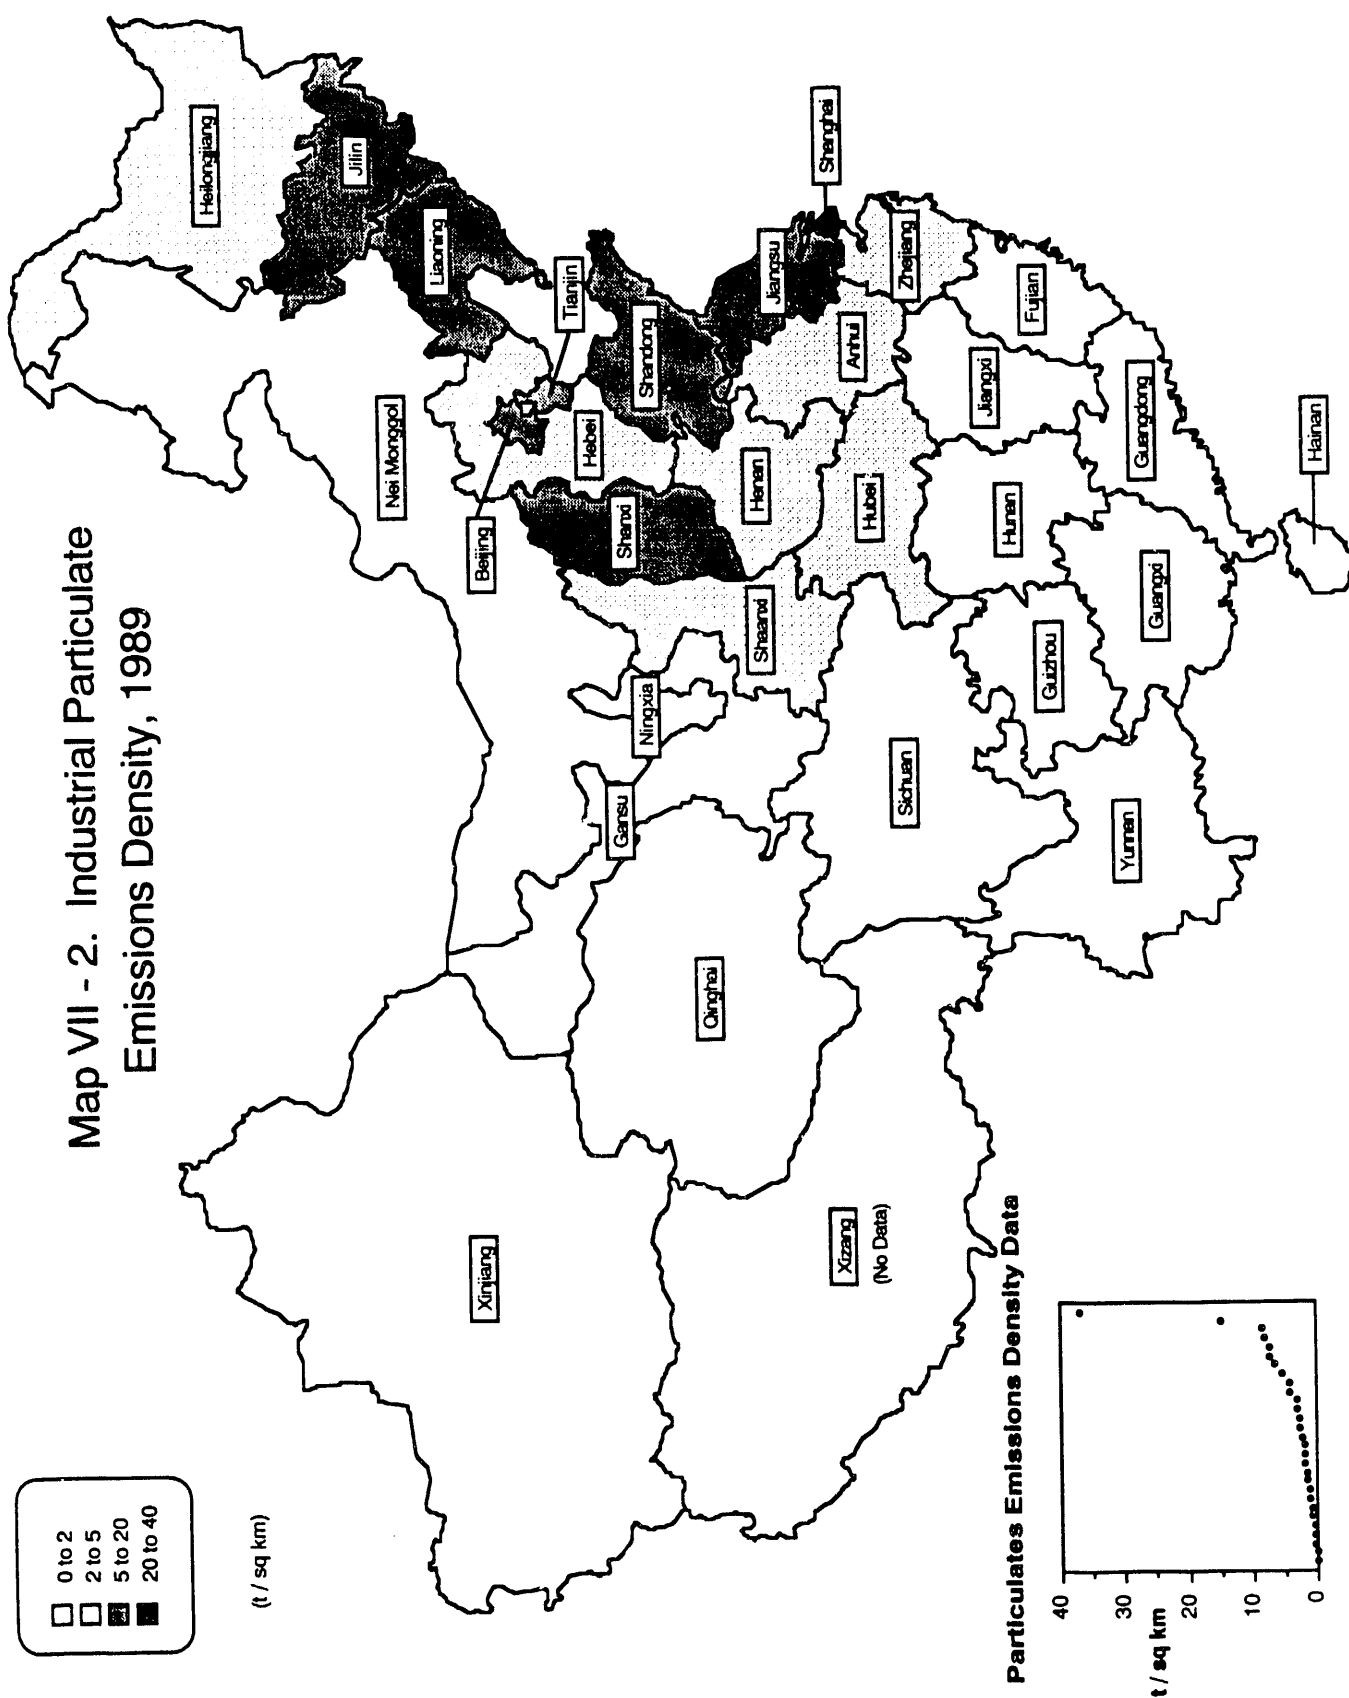 Map VII - 2. Industrial Particulate
Emissions Density, 1989
0 to 2
2 to 5
5 to 20
20 to 40
(t / sq km)
Heilongjiang
Jilin
Liaoning
Nei Monggol
Beijing
Tianjin
Hebei
Shanxi
Shandong
Jiangsu
Shanghai
Zhejiang
Anhui
Henan
Hubei
Shaanxi
Ningxia
Gansu
Qinghai
Xinjiang
Xizang
(No Data)
Sichuan
Yunnan
Guizhou
Guangxi
Hunan
Jiangxi
Fujian
Guangdong
Hainan
Particulates Emissions Density Data
40
30
t / sq km
20
10
0